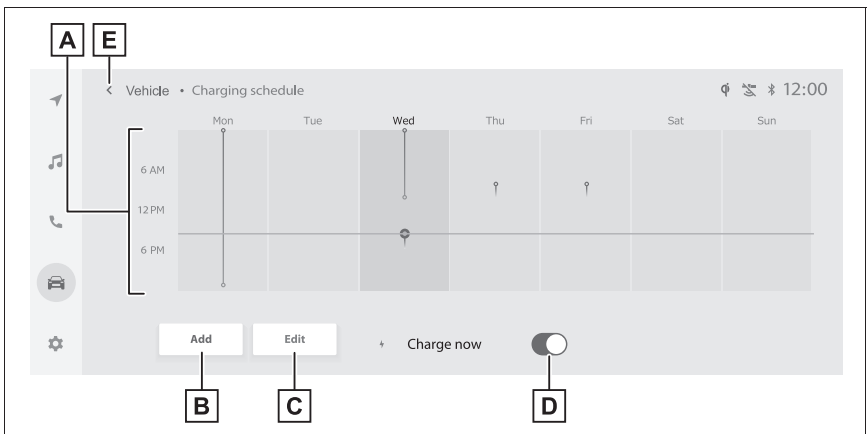 A E
Vehicle • Charging schedule 12:00
Mon Tue Wed Thu Fri Sat Sun
6 AM
12 PM
6 PM
Add Edit Charge now
B C D